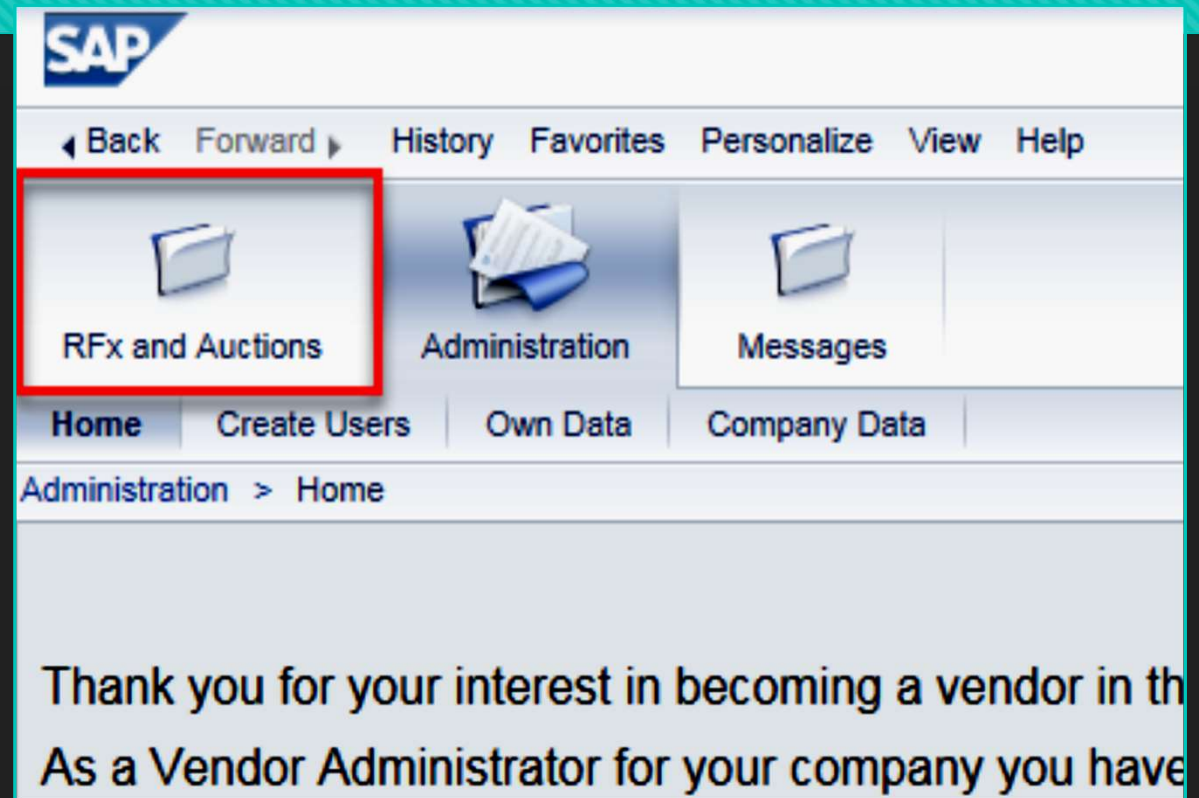 SAP
Back Forward History Favorites Personalize View Help
RFx and Auctions Administration Messages
Home Create Users Own Data Company Data
Administration > Home
Thank you for your interest in becoming a vendor in th
As a Vendor Administrator for your company you have